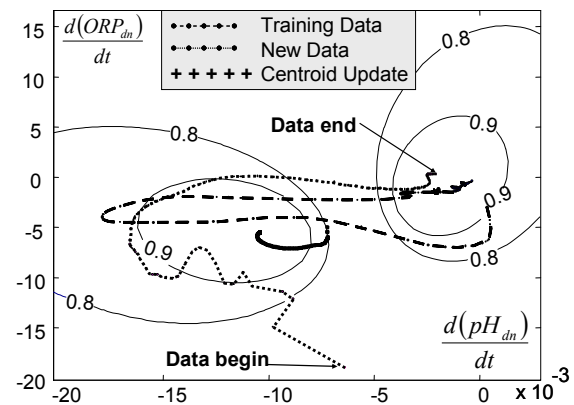 d(ORP_dn)
dt
Training Data
New Data
Centroid Update
15
10
5
0
-5
-10
-15
-20
0.8
0.8
0.9
0.9
0.8
0.9
0.8
0.8
Data end
Data begin
d(pH_dn)
dt
-20
-15
-10
-5
0
x 10
-3